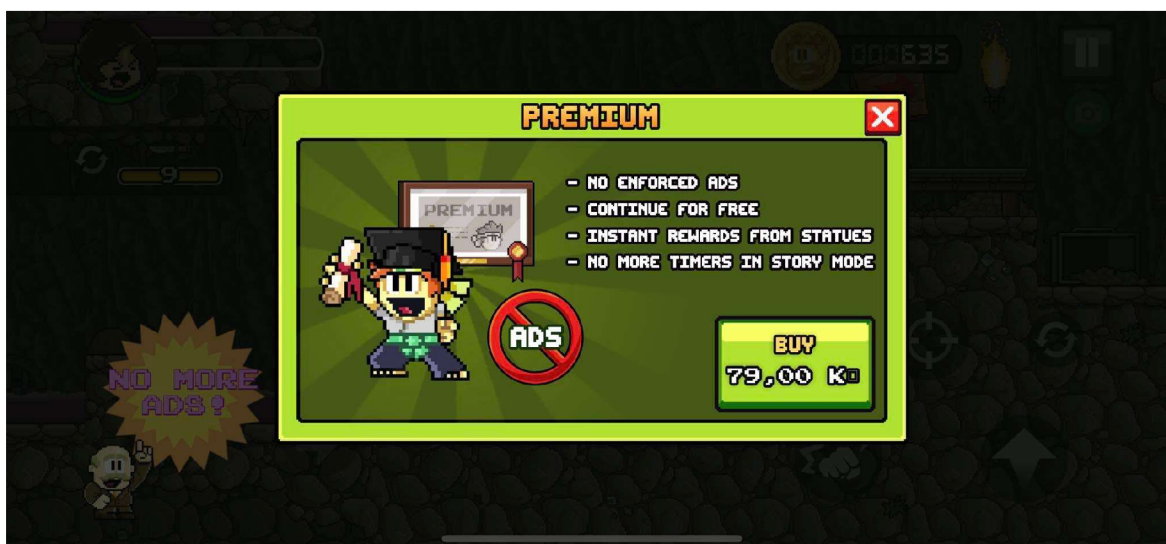 000635
PREMIUM
9
- NO ENFORCED ADS
- CONTINUE FOR FREE
- INSTANT REWARDS FROM STATUES
- NO MORE TIMERS IN STORY MODE
PREMIUM
ADS
BUY
79,00 K▯
NO MORE
ADS!